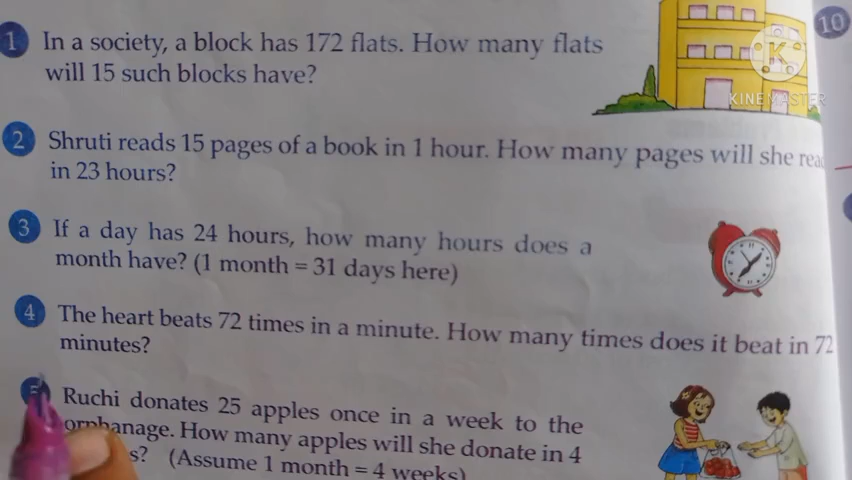 1 In a society, a block has 172 flats. How many flats
will 15 such blocks have?
10
KINEMASTER
2 Shruti reads 15 pages of a book in 1 hour. How many pages will she
in 23 hours?
3 If a day has 24 hours, how many hours does a
month have? (1 month = 31 days here)
4 The heart beats 72 times in a minute. How many times does it beat in 72
minutes?
Ruchi donates 25 apples once in a week to the
orphanage. How many apples will she donate in 4
(Assume 1 month = 4 weeks)